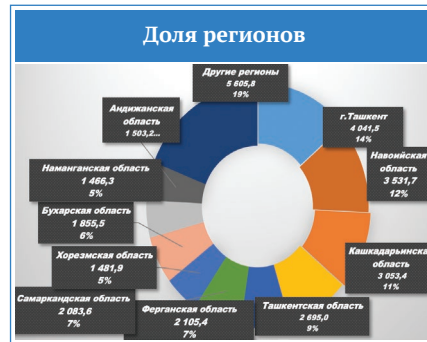 Доля регионов
Другие регионы
5 605,8
19%
г.Ташкент
4 041,5
14%
Навоийская
область
3 531,7
12%
Кашкадарьинская
область
3 053,4
11%
Ташкентская область
2 695,0
9%
Ферганская область
2 105,4
7%
Самаркандская область
2 083,6
7%
Хорезмская область
1 481,9
5%
Бухарская область
1 855,5
6%
Наманганская область
1 466,3
5%
Андижанская
область
1 503,2...